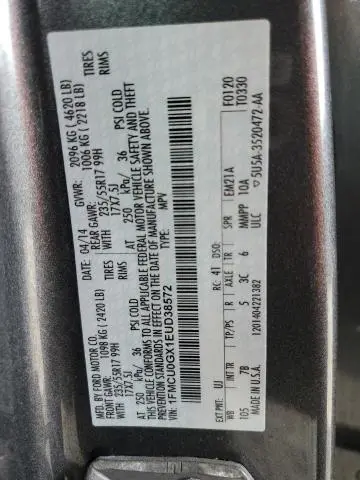 MFD. BY FORD MOTOR CO.
DATE: 04/14
GVWR: 2096 KG ( 4620 LB)
FRONT GAWR: 1098 KG ( 2420 LB)
REAR GAWR: 1006 KG ( 2218 LB)
WITH 235/55R17 99H
WITH 235/55R17 99H TIRES
17X7.5J
17X7.5J RIMS
AT 250 kPa/ 36 PSI COLD
AT 250 kPa/ 36 PSI COLD
THIS VEHICLE CONFORMS TO ALL APPLICABLE FEDERAL MOTOR VEHICLE SAFETY AND THEFT
PREVENTION STANDARDS IN EFFECT ON THE DATE OF MANUFACTURE SHOWN ABOVE.
VIN: 1FMCU0GX1EUD38572
TYPE: MPV
F0120
T0330
EXT PNT: UJ RC: 41 DSO:
WB INT TR TP/PS R AXLE TR SPR EM21A
105 7B 5 3C 6 MMPP 10A
MADE IN U.S.A. 1201404221382 ULC 5U5A-3520472-AA